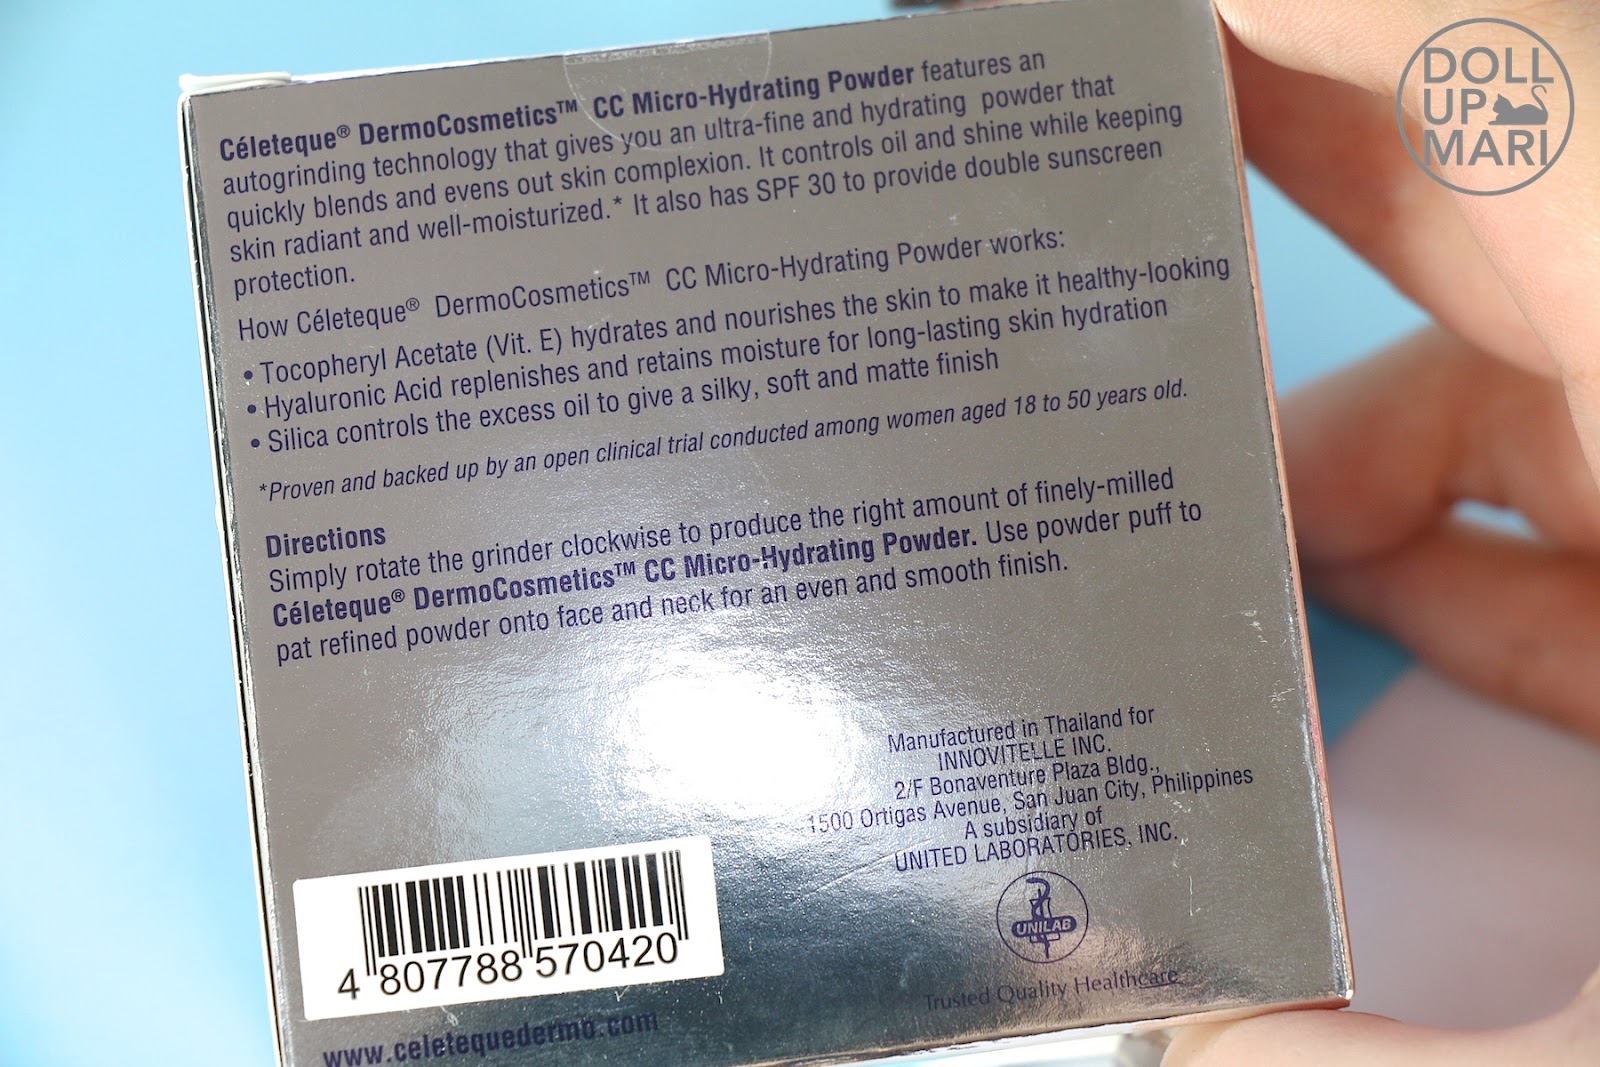 DOLL
UP
MARI
Céleteque® DermoCosmetics™ CC Micro-Hydrating Powder features an
autogrinding technology that gives you an ultra-fine and hydrating powder that
quickly blends and evens out skin complexion. It controls oil and shine while keeping
skin radiant and well-moisturized.* It also has SPF 30 to provide double sunscreen
protection.
How Céleteque® DermoCosmetics™ CC Micro-Hydrating Powder works:
• Tocopheryl Acetate (Vit. E) hydrates and nourishes the skin to make it healthy-looking
• Hyaluronic Acid replenishes and retains moisture for long-lasting skin hydration
• Silica controls the excess oil to give a silky, soft and matte finish
*Proven and backed up by an open clinical trial conducted among women aged 18 to 50 years old.
Directions
Simply rotate the grinder clockwise to produce the right amount of finely-milled
Céleteque® DermoCosmetics™ CC Micro-Hydrating Powder. Use powder puff to
pat refined powder onto face and neck for an even and smooth finish.
Manufactured in Thailand for
INNOVITELLE INC.
2/F Bonaventure Plaza Bldg.,
1500 Ortigas Avenue, San Juan City, Philippines
A subsidiary of
UNITED LABORATORIES, INC.
UNILAB
Trusted Quality Healthcare
4 807788 570420
www.celetequedermo.com